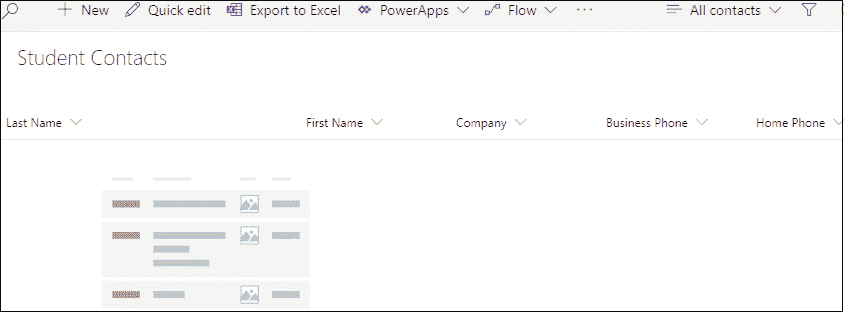 New Quick edit Export to Excel PowerApps Flow ... All contacts
Student Contacts
Last Name First Name Company Business Phone Home Phone